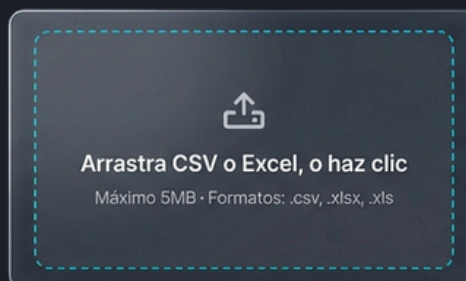 Arrastra CSV o Excel, o haz clic
Máximo 5MB • Formatos: .csv, .xlsx, .xls